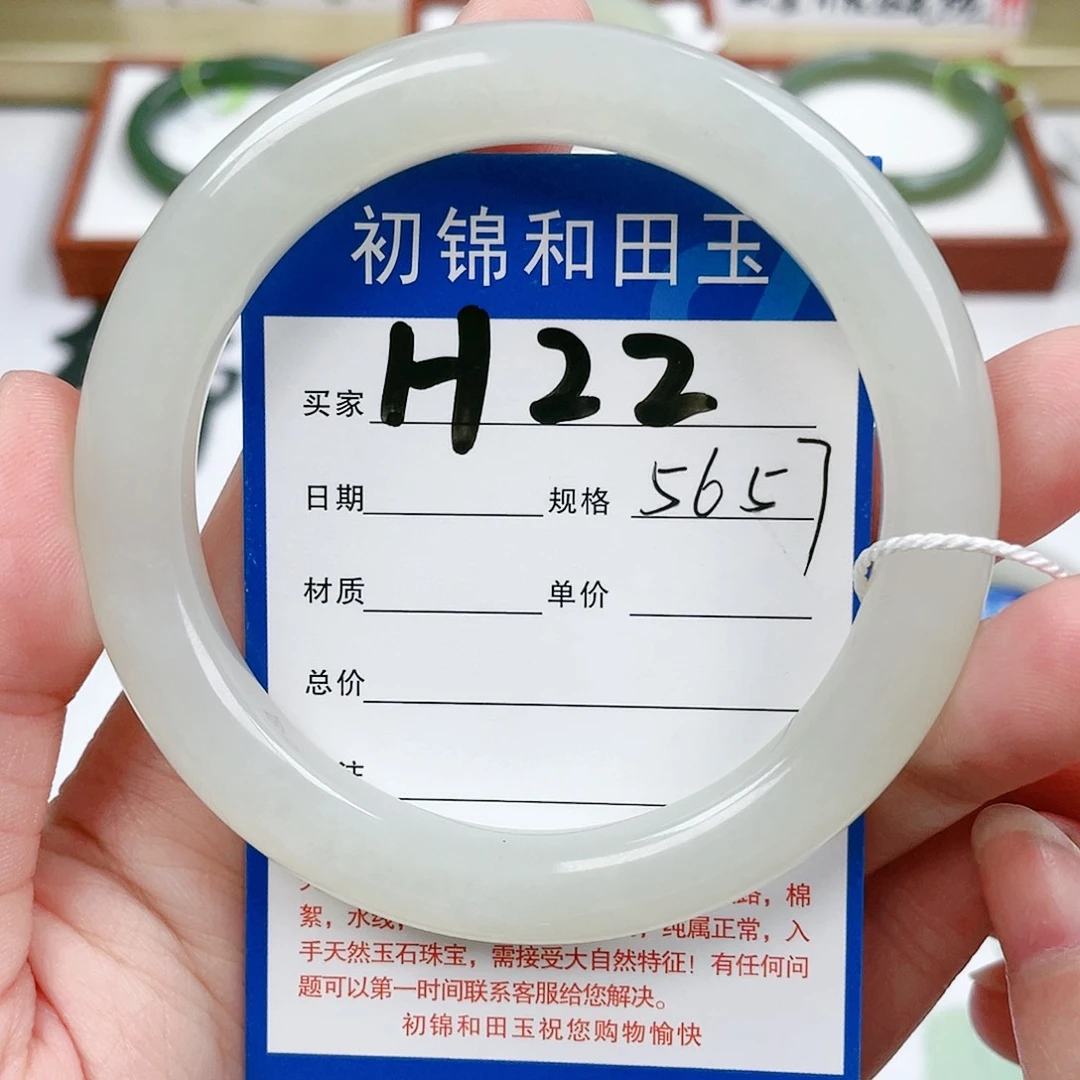 初锦和田玉
买家 H22
日期 规格 5657
材质 单价
总价
棉
絮，水线， 纯属正常，入
手天然玉石珠宝，需接受大自然特征！有任何问
题可以第一时间联系客服给您解决。
初锦和田玉祝您购物愉快